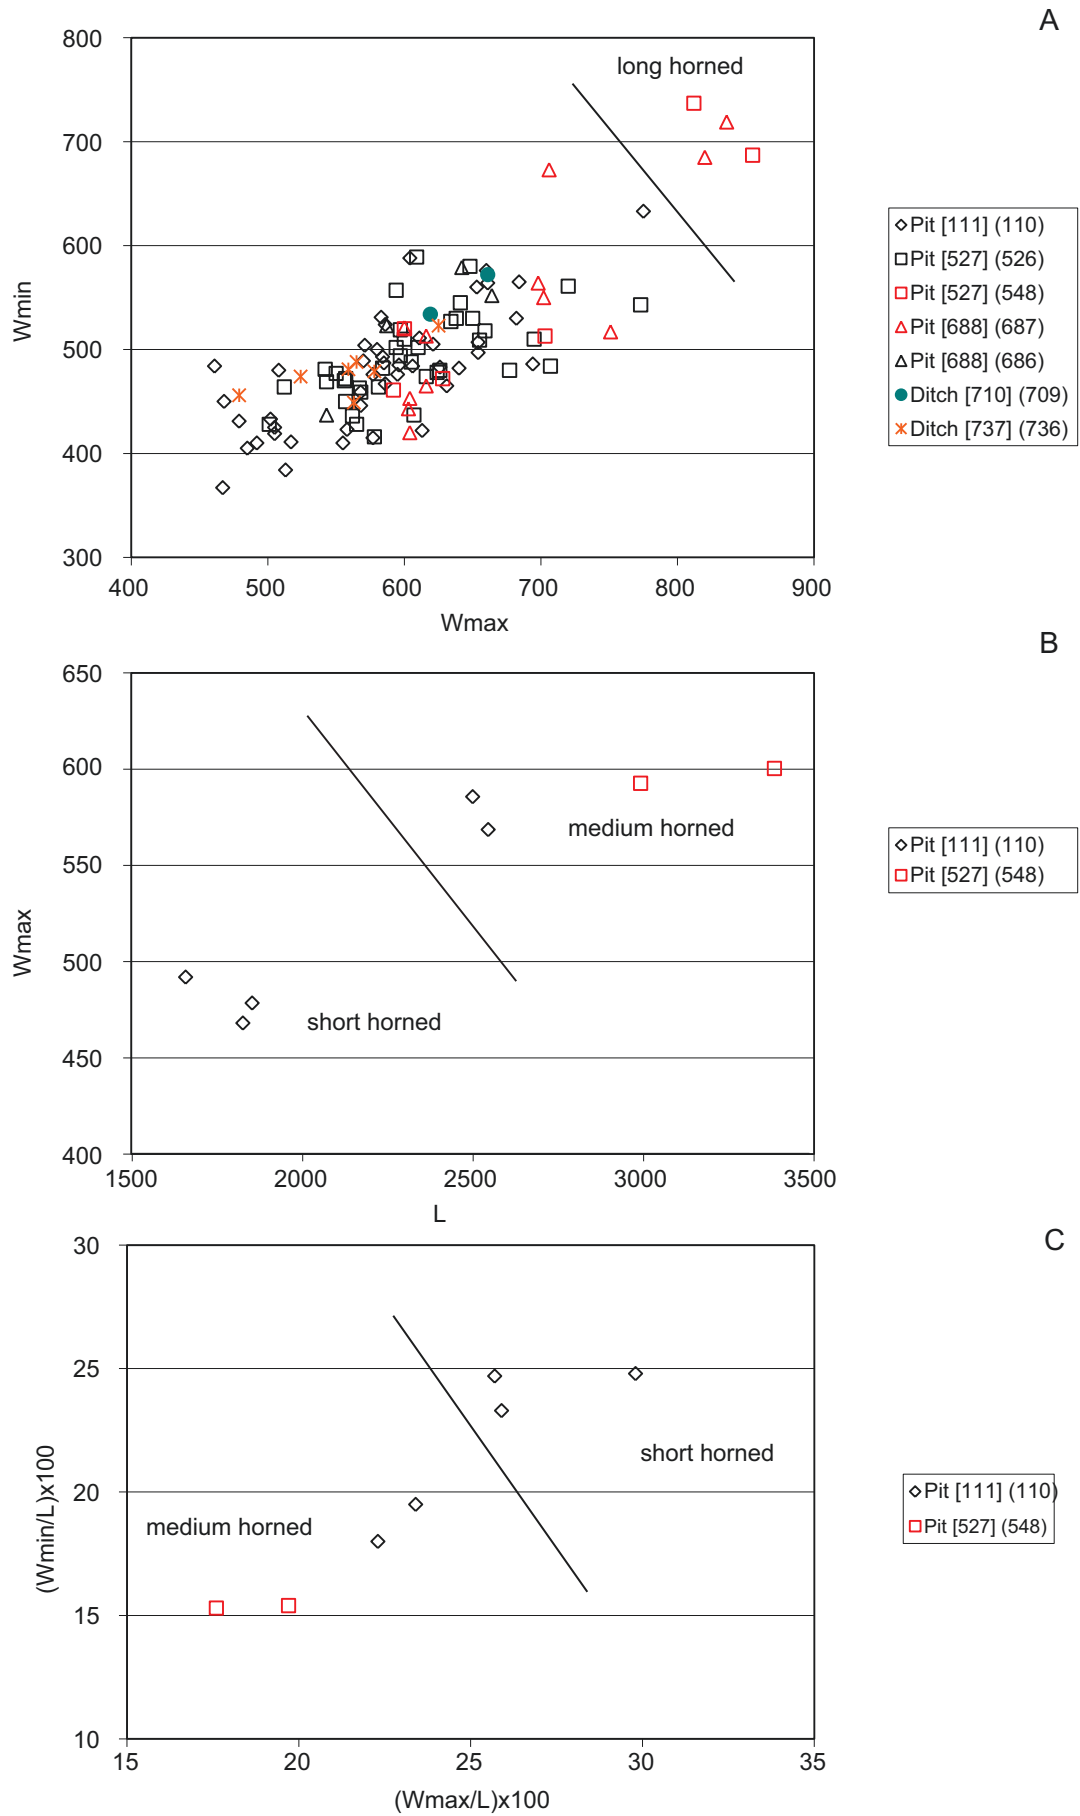 A
800
700
600
500
400
300
Wmin
long horned
400 500 600 700 800 900
Wmax
Pit [111] (110)
Pit [527] (526)
Pit [527] (548)
Pit [688] (687)
Pit [688] (686)
Ditch [710] (709)
Ditch [737] (736)
B
650
600
550
500
450
400
Wmax
medium horned
short horned
1500 2000 2500 3000 3500
L
Pit [111] (110)
Pit [527] (548)
C
30
25
20
15
10
(Wmin/L)x100
short horned
medium horned
15 20 25 30 35
(Wmax/L)x100
Pit [111] (110)
Pit [527] (548)